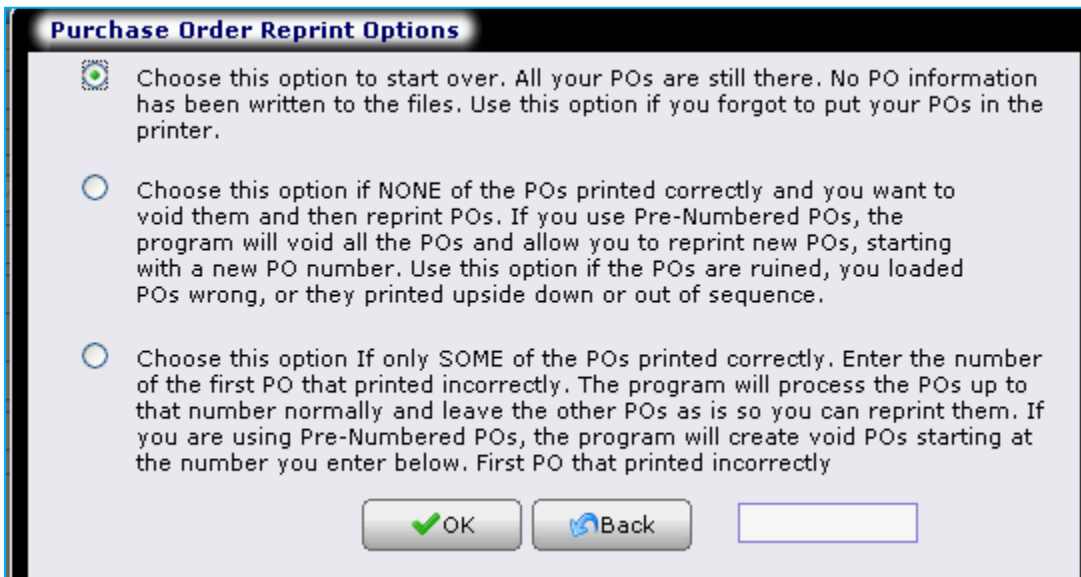 Purchase Order Reprint Options
Choose this option to start over. All your POs are still there. No PO information
has been written to the files. Use this option if you forgot to put your POs in the
printer.
Choose this option if NONE of the POs printed correctly and you want to
void them and then reprint POs. If you use Pre-Numbered POs, the
program will void all the POs and allow you to reprint new POs, starting
with a new PO number. Use this option if the POs are ruined, you loaded
POs wrong, or they printed upside down or out of sequence.
Choose this option If only SOME of the POs printed correctly. Enter the number
of the first PO that printed incorrectly. The program will process the POs up to
that number normally and leave the other POs as is so you can reprint them. If
you are using Pre-Numbered POs, the program will create void POs starting at
the number you enter below. First PO that printed incorrectly
OK Back